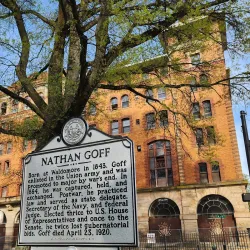 NATHAN GOFF
Born at Waldomore in 1843, Goff
enlisted in the Union army and was
promoted to major by war's end. In
1864, he was captured, held, and
exchanged. Postwar, he practiced
law and served as state delegate,
Secretary of the Navy, and federal
judge. Elected thrice to U.S. House
of Representatives and once to the
Senate, he twice lost gubernatorial
bids. Goff died April 23, 1920.